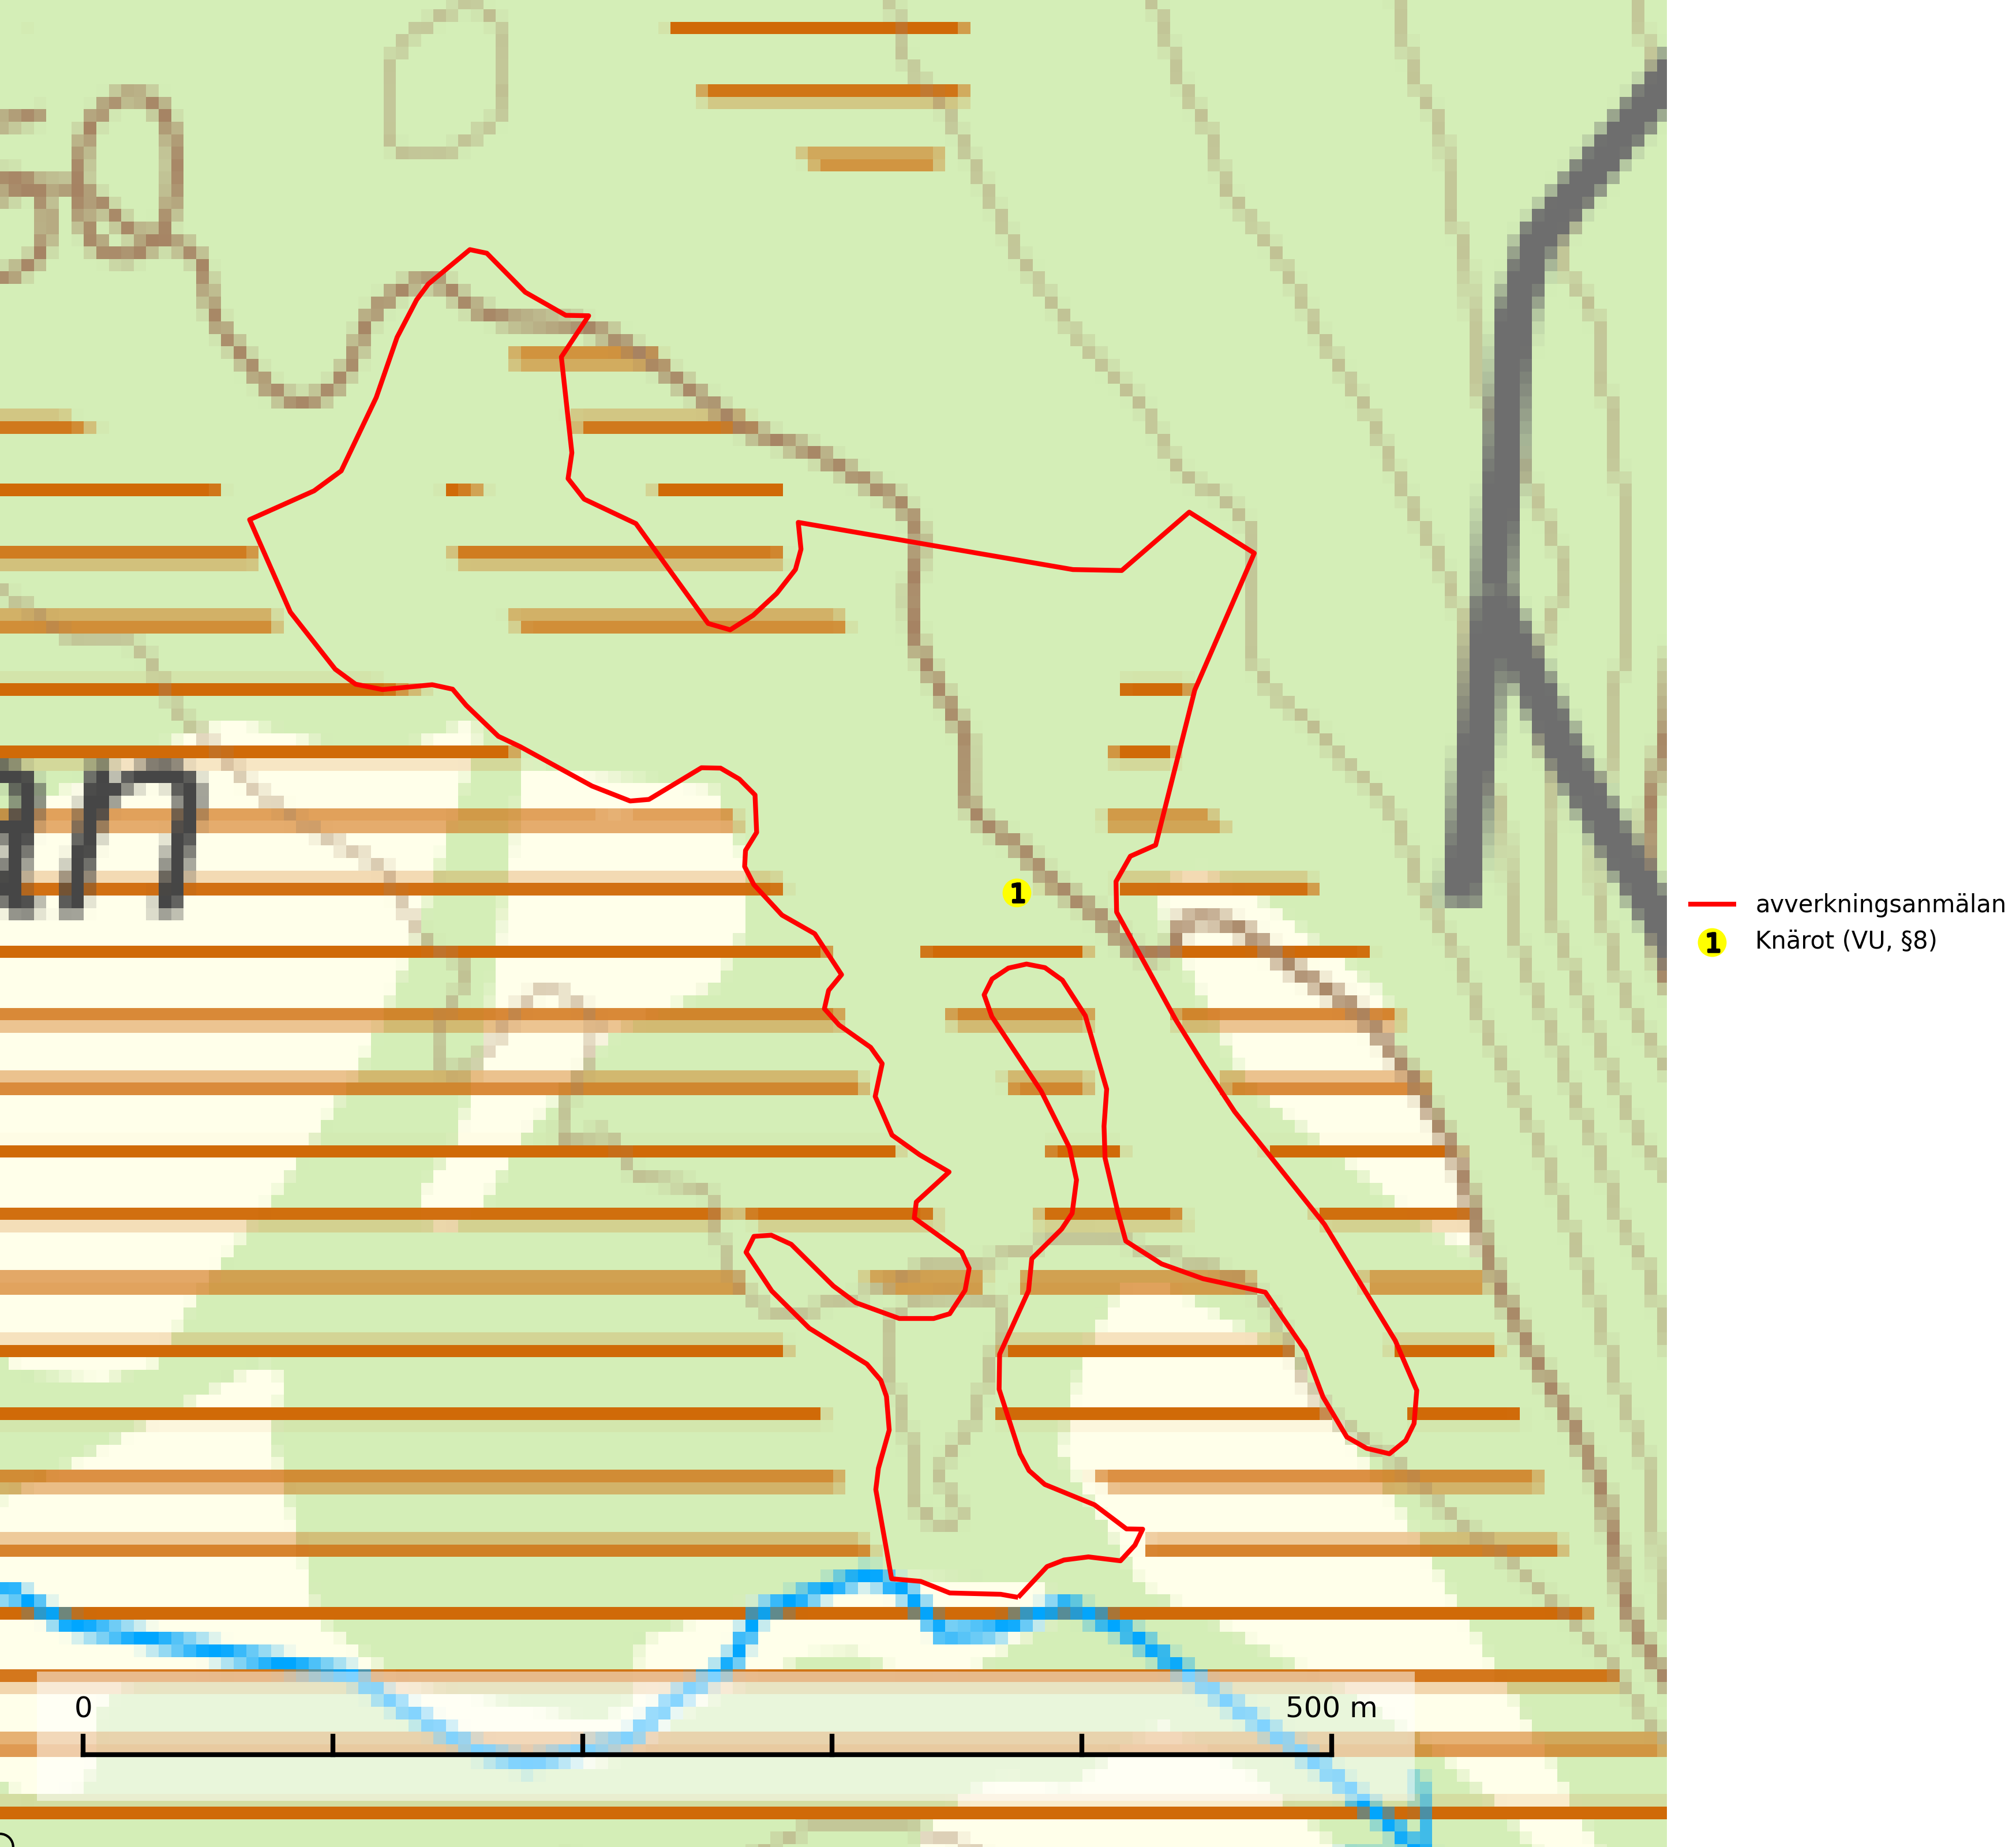 1
avverkningsanmälan
1 Knärot (VU, §8)
0 500 m